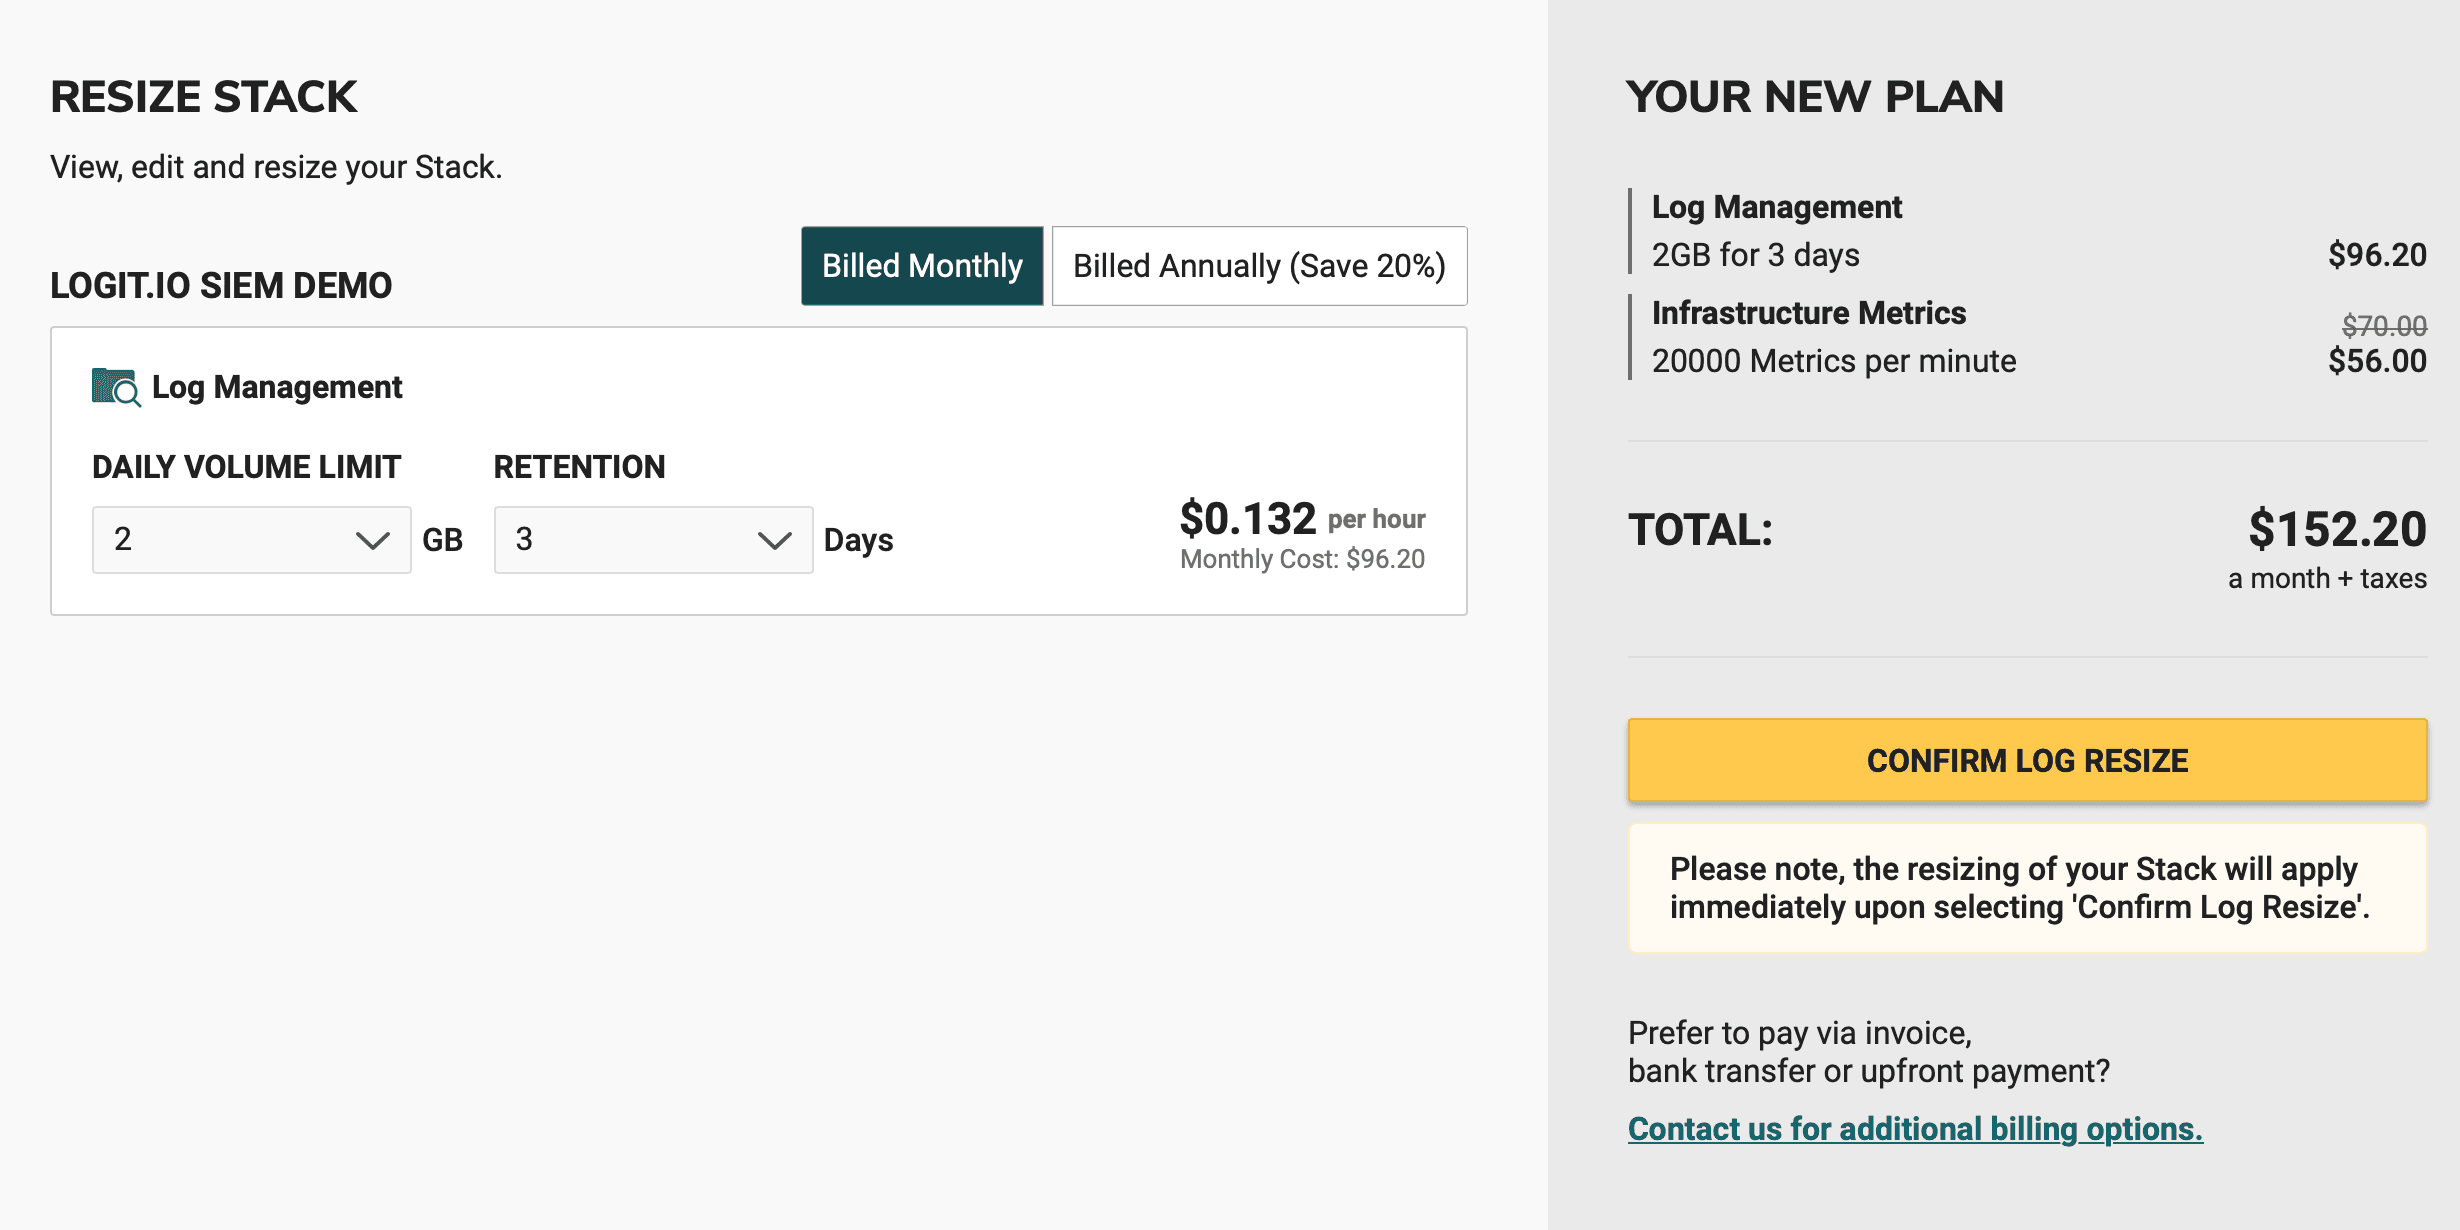 RESIZE STACK
View, edit and resize your Stack.
LOGIT.IO SIEM DEMO
Billed Monthly
Billed Annually (Save 20%)
Log Management
DAILY VOLUME LIMIT
RETENTION
2
GB
3
Days
$0.132 per hour
Monthly Cost: $96.20
YOUR NEW PLAN
Log Management
2GB for 3 days
$96.20
Infrastructure Metrics
$70.00
20000 Metrics per minute
$56.00
TOTAL:
$152.20
a month + taxes
CONFIRM LOG RESIZE
Please note, the resizing of your Stack will apply
immediately upon selecting 'Confirm Log Resize'.
Prefer to pay via invoice,
bank transfer or upfront payment?
Contact us for additional billing options.